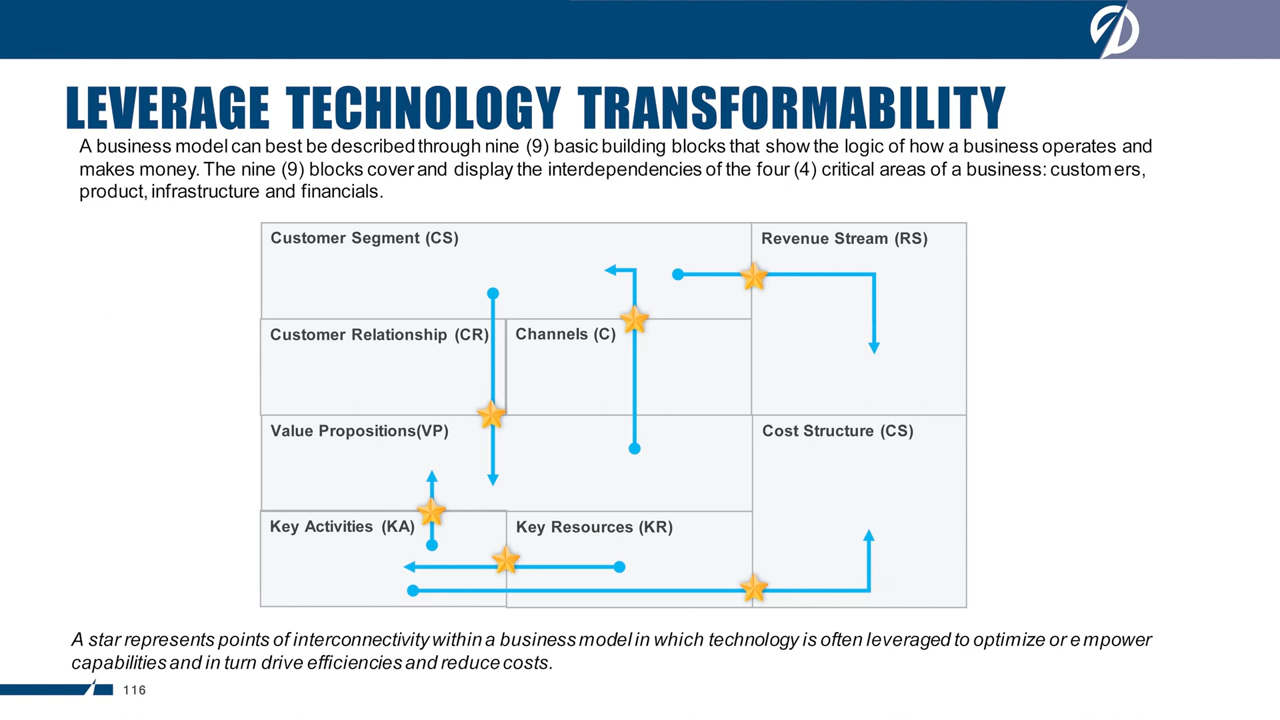 LEVERAGE TECHNOLOGY TRANSFORMABILITY
A business model can best be described through nine (9) basic building blocks that show the logic of how a business operates and
makes money. The nine (9) blocks cover and display the interdependencies of the four (4) critical areas of a business: customers,
product, infrastructure and financials.
Customer Segment (CS)
Revenue Stream (RS)
Customer Relationship (CR)
Channels (C)
Value Propositions(VP)
Cost Structure (CS)
Key Activities (KA)
Key Resources (KR)
A star represents points of interconnectivity within a business model in which technology is often leveraged to optimize or empower
capabilities and in turn drive efficiencies and reduce costs.
116